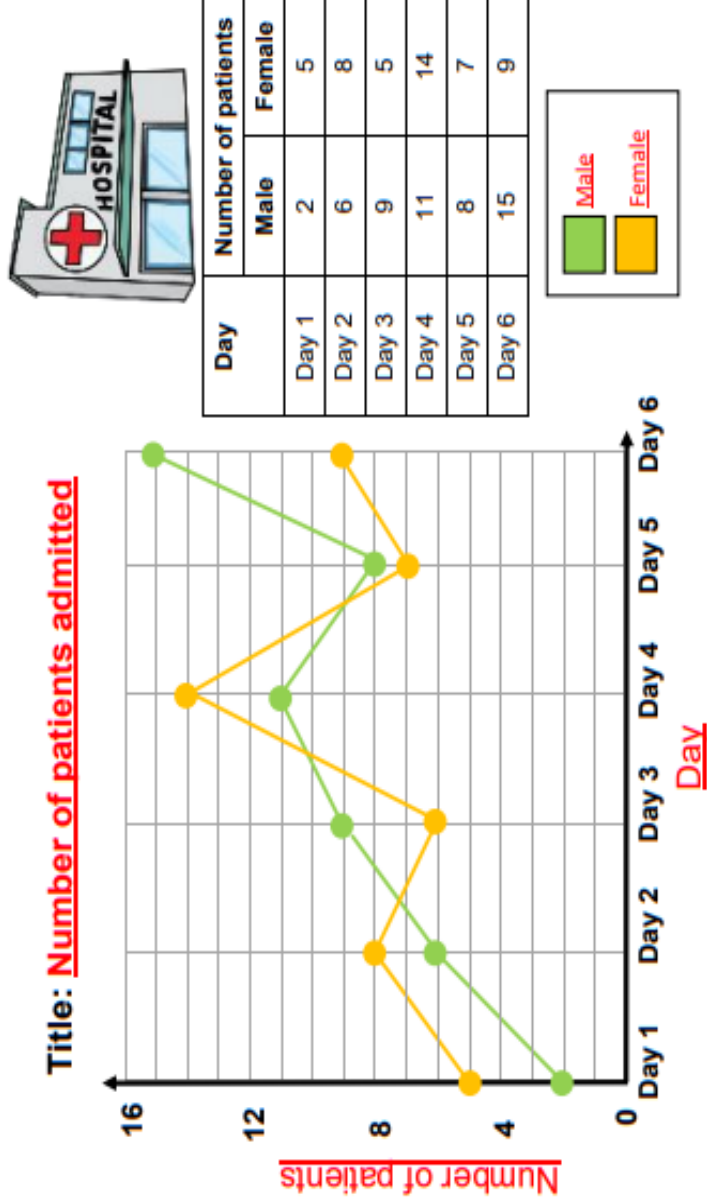 Title: Number of patients admitted
Number of patients
16
12
8
4
0
Day 1 Day 2 Day 3 Day 4 Day 5 Day 6
Day
HOSPITAL
Day Number of patients
Male Female
Day 1 2 5
Day 2 6 8
Day 3 9 5
Day 4 11 14
Day 5 8 7
Day 6 15 9
Male
Female